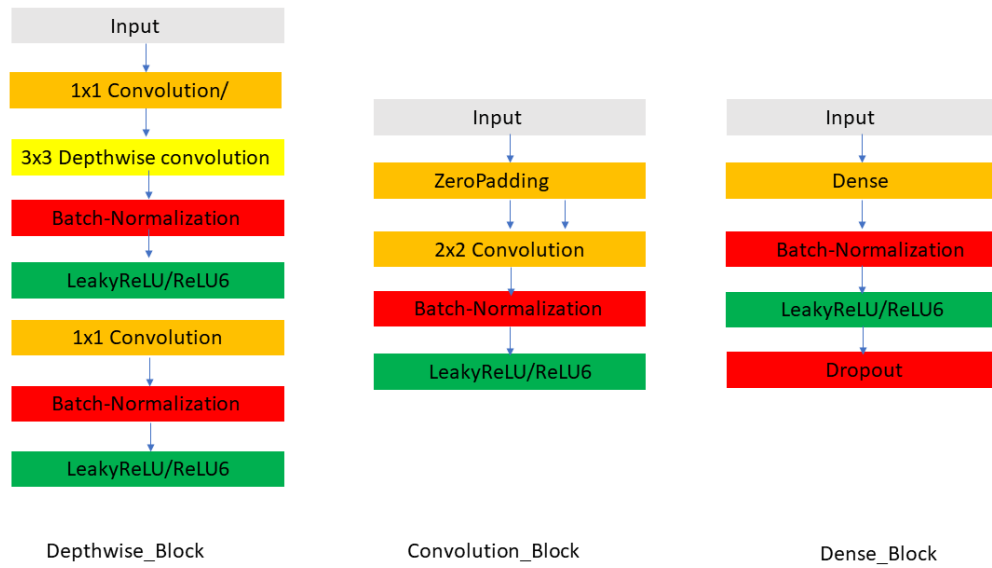 Input
1x1 Convolution/
3x3 Depthwise convolution
Batch-Normalization
LeakyReLU/ReLU6
1x1 Convolution
Batch-Normalization
LeakyReLU/ReLU6
Depthwise_Block
Input
ZeroPadding
2x2 Convolution
Batch-Normalization
LeakyReLU/ReLU6
Convolution_Block
Input
Dense
Batch-Normalization
LeakyReLU/ReLU6
Dropout
Dense_Block